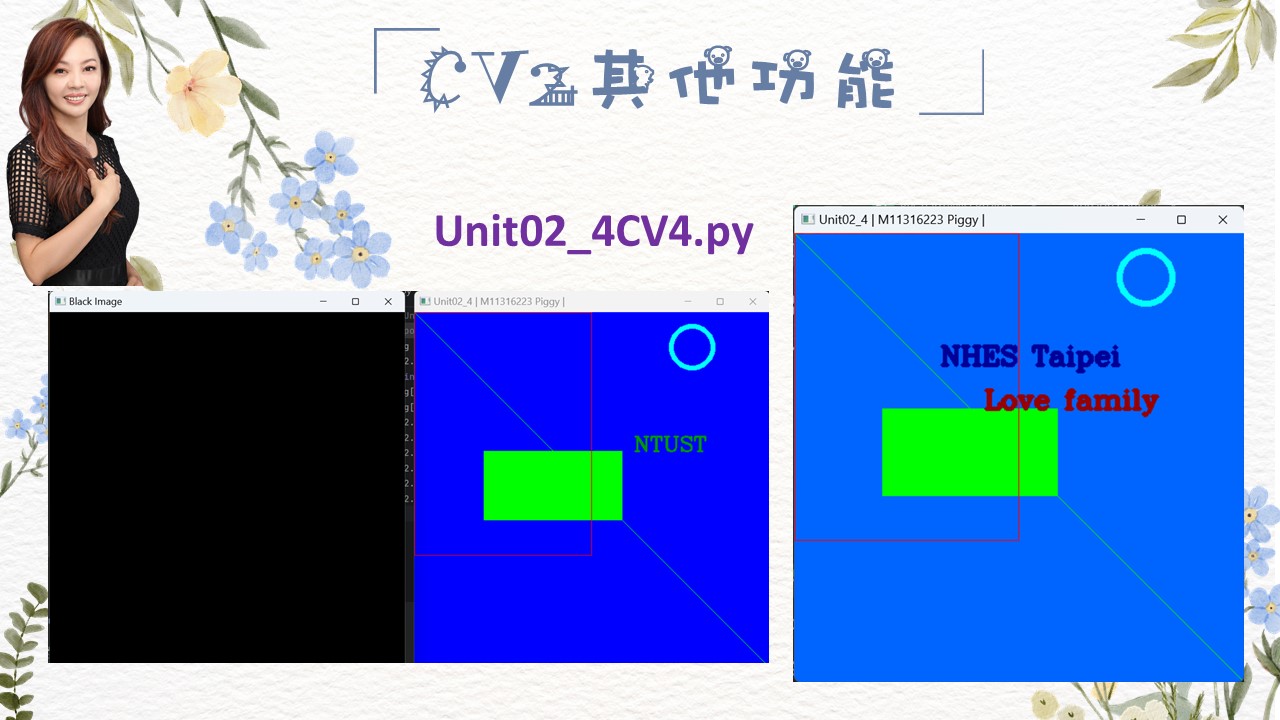 CV2其他功能
Unit02_4CV4.py
Unit02_4 | M11316223 Piggy |
NHES Taipei
Love family
Black Image
Unit02_4 | M11316223 Piggy |
NTUST